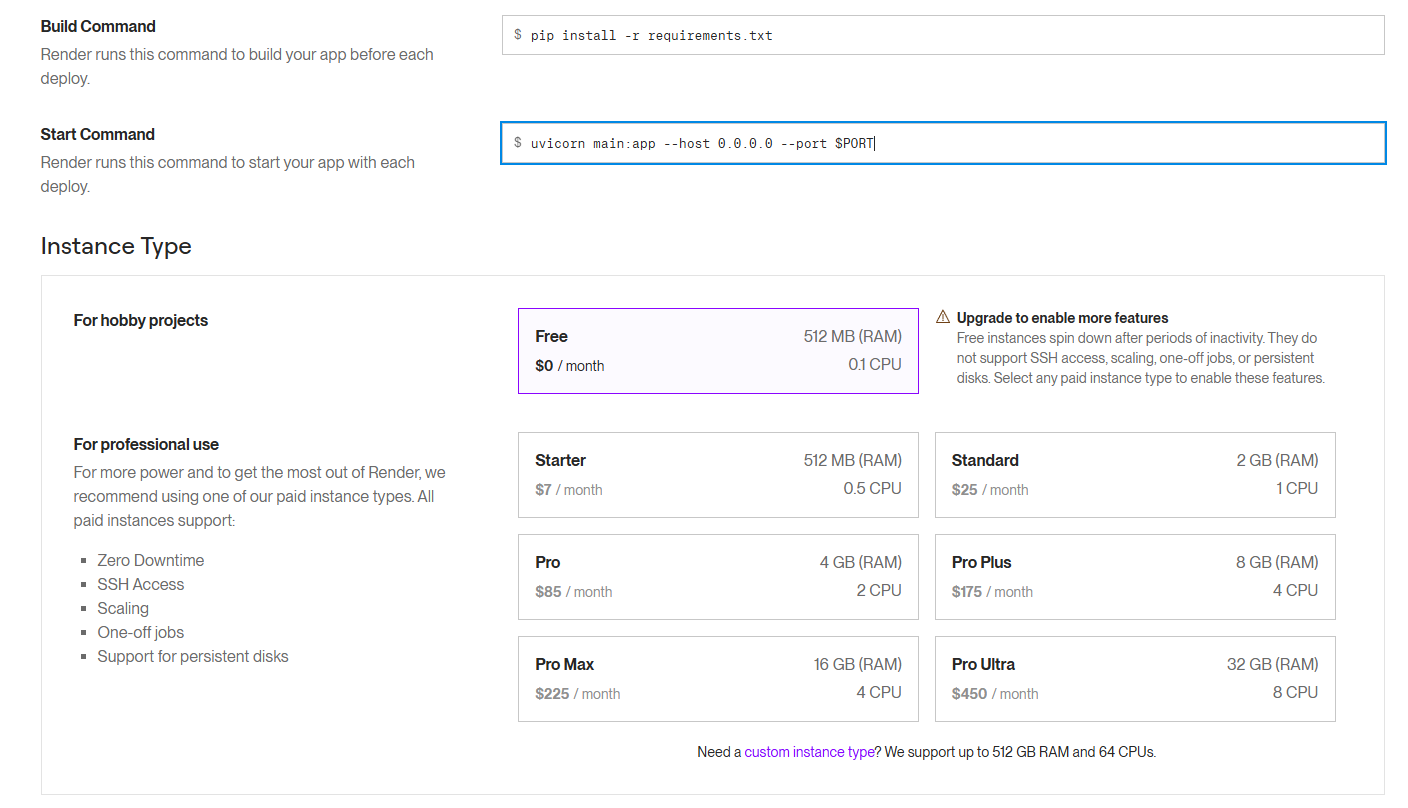 Build Command
Render runs this command to build your app before each
deploy.
$ pip install -r requirements.txt
Start Command
Render runs this command to start your app with each
deploy.
$ uvicorn main:app --host 0.0.0.0 --port $PORT
Instance Type
For hobby projects
Free
512 MB (RAM)
$0 / month
0.1 CPU
Upgrade to enable more features
Free instances spin down after periods of inactivity. They do
not support SSH access, scaling, one-off jobs, or persistent
disks. Select any paid instance type to enable these features.
For professional use
For more power and to get the most out of Render, we
recommend using one of our paid instance types. All
paid instances support:
Zero Downtime
SSH Access
Scaling
One-off jobs
Support for persistent disks
Starter
512 MB (RAM)
$7 / month
0.5 CPU
Standard
2 GB (RAM)
$25 / month
1 CPU
Pro
4 GB (RAM)
$85 / month
2 CPU
Pro Plus
8 GB (RAM)
$175 / month
4 CPU
Pro Max
16 GB (RAM)
$225 / month
4 CPU
Pro Ultra
32 GB (RAM)
$450 / month
8 CPU
Need a custom instance type? We support up to 512 GB RAM and 64 CPUs.